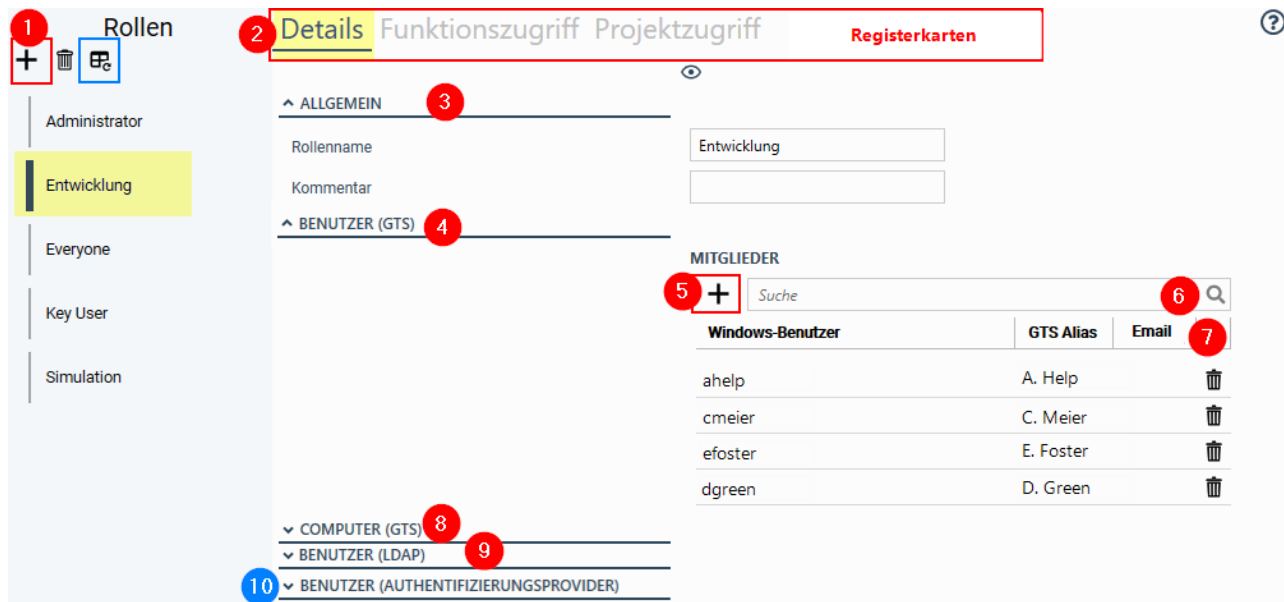 1
Rollen
2
Details Funktionszugriff Projektzugriff
Registerkarten
?
Administrator
Entwicklung
Everyone
Key User
Simulation
ALLGEMEIN
3
Rollenname
Entwicklung
Kommentar
BENUTZER (GTS)
4
MITGLIEDER
5
Suche
6
Windows-Benutzer GTS Alias Email
7
ahelp A. Help
cmeier C. Meier
efoster E. Foster
dgreen D. Green
COMPUTER (GTS)
8
BENUTZER (LDAP)
9
10
BENUTZER (AUTHENTIFIZIERUNGSPROVIDER)